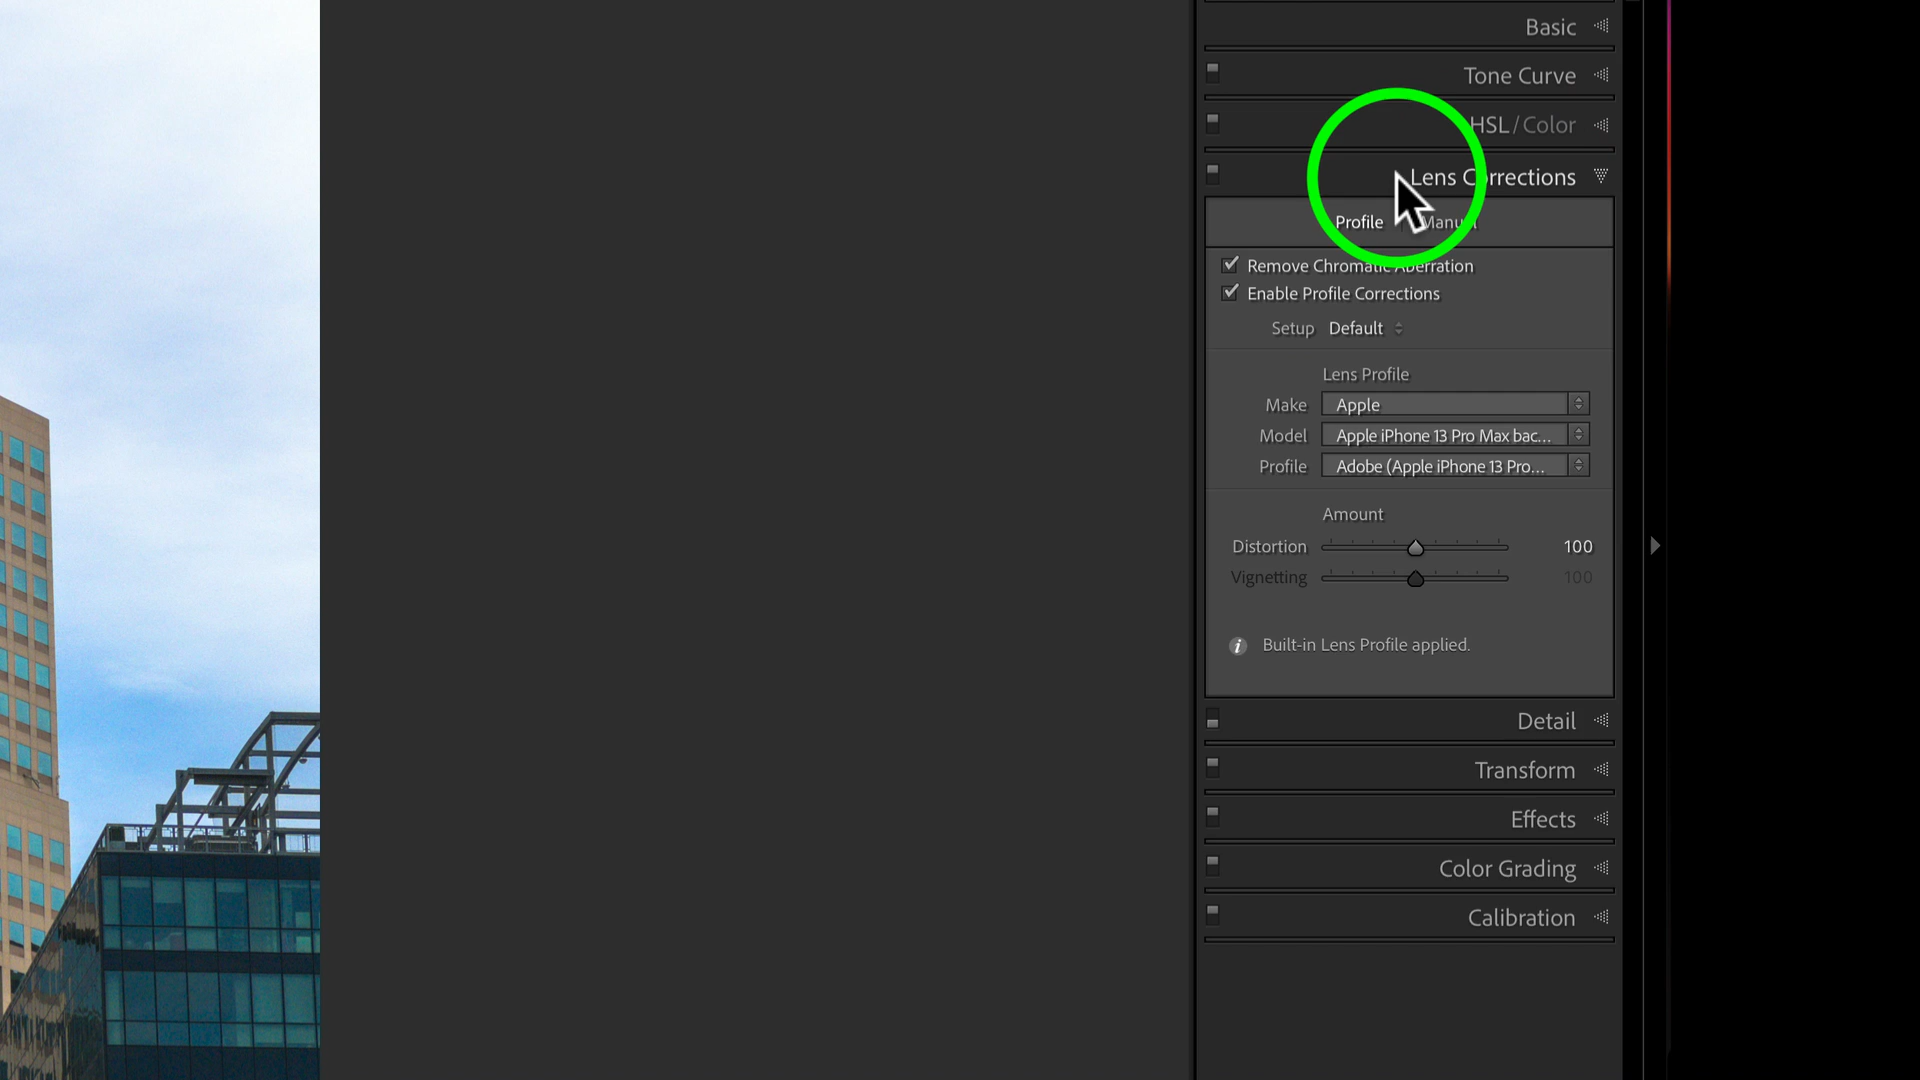 Basic
Tone Curve
HSL / Color
Lens Corrections
Profile Manual
Remove Chromatic Aberration
Enable Profile Corrections
Setup Default
Lens Profile
Make Apple
Model Apple iPhone 13 Pro Max bac...
Profile Adobe (Apple iPhone 13 Pro...
Amount
Distortion 100
Vignetting 100
i Built-in Lens Profile applied.
Detail
Transform
Effects
Color Grading
Calibration